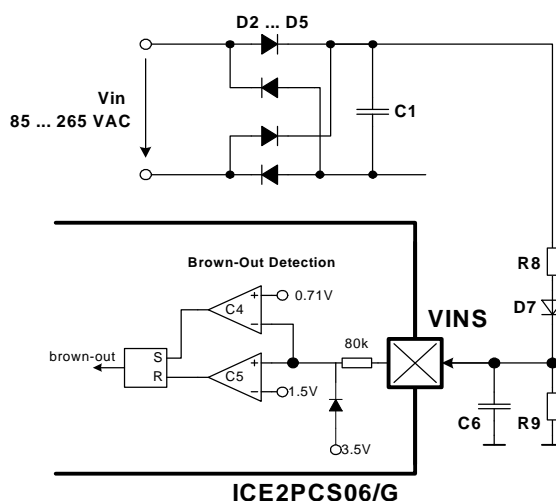 D2 ... D5
Vin
85 ... 265 VAC
C1
R8
Brown-Out Detection
D7
0.71V
+
C4
−
VINS
80k
brown-out
S
R
+
C5
−
1.5V
C6
R9
3.5V
ICE2PCS06/G